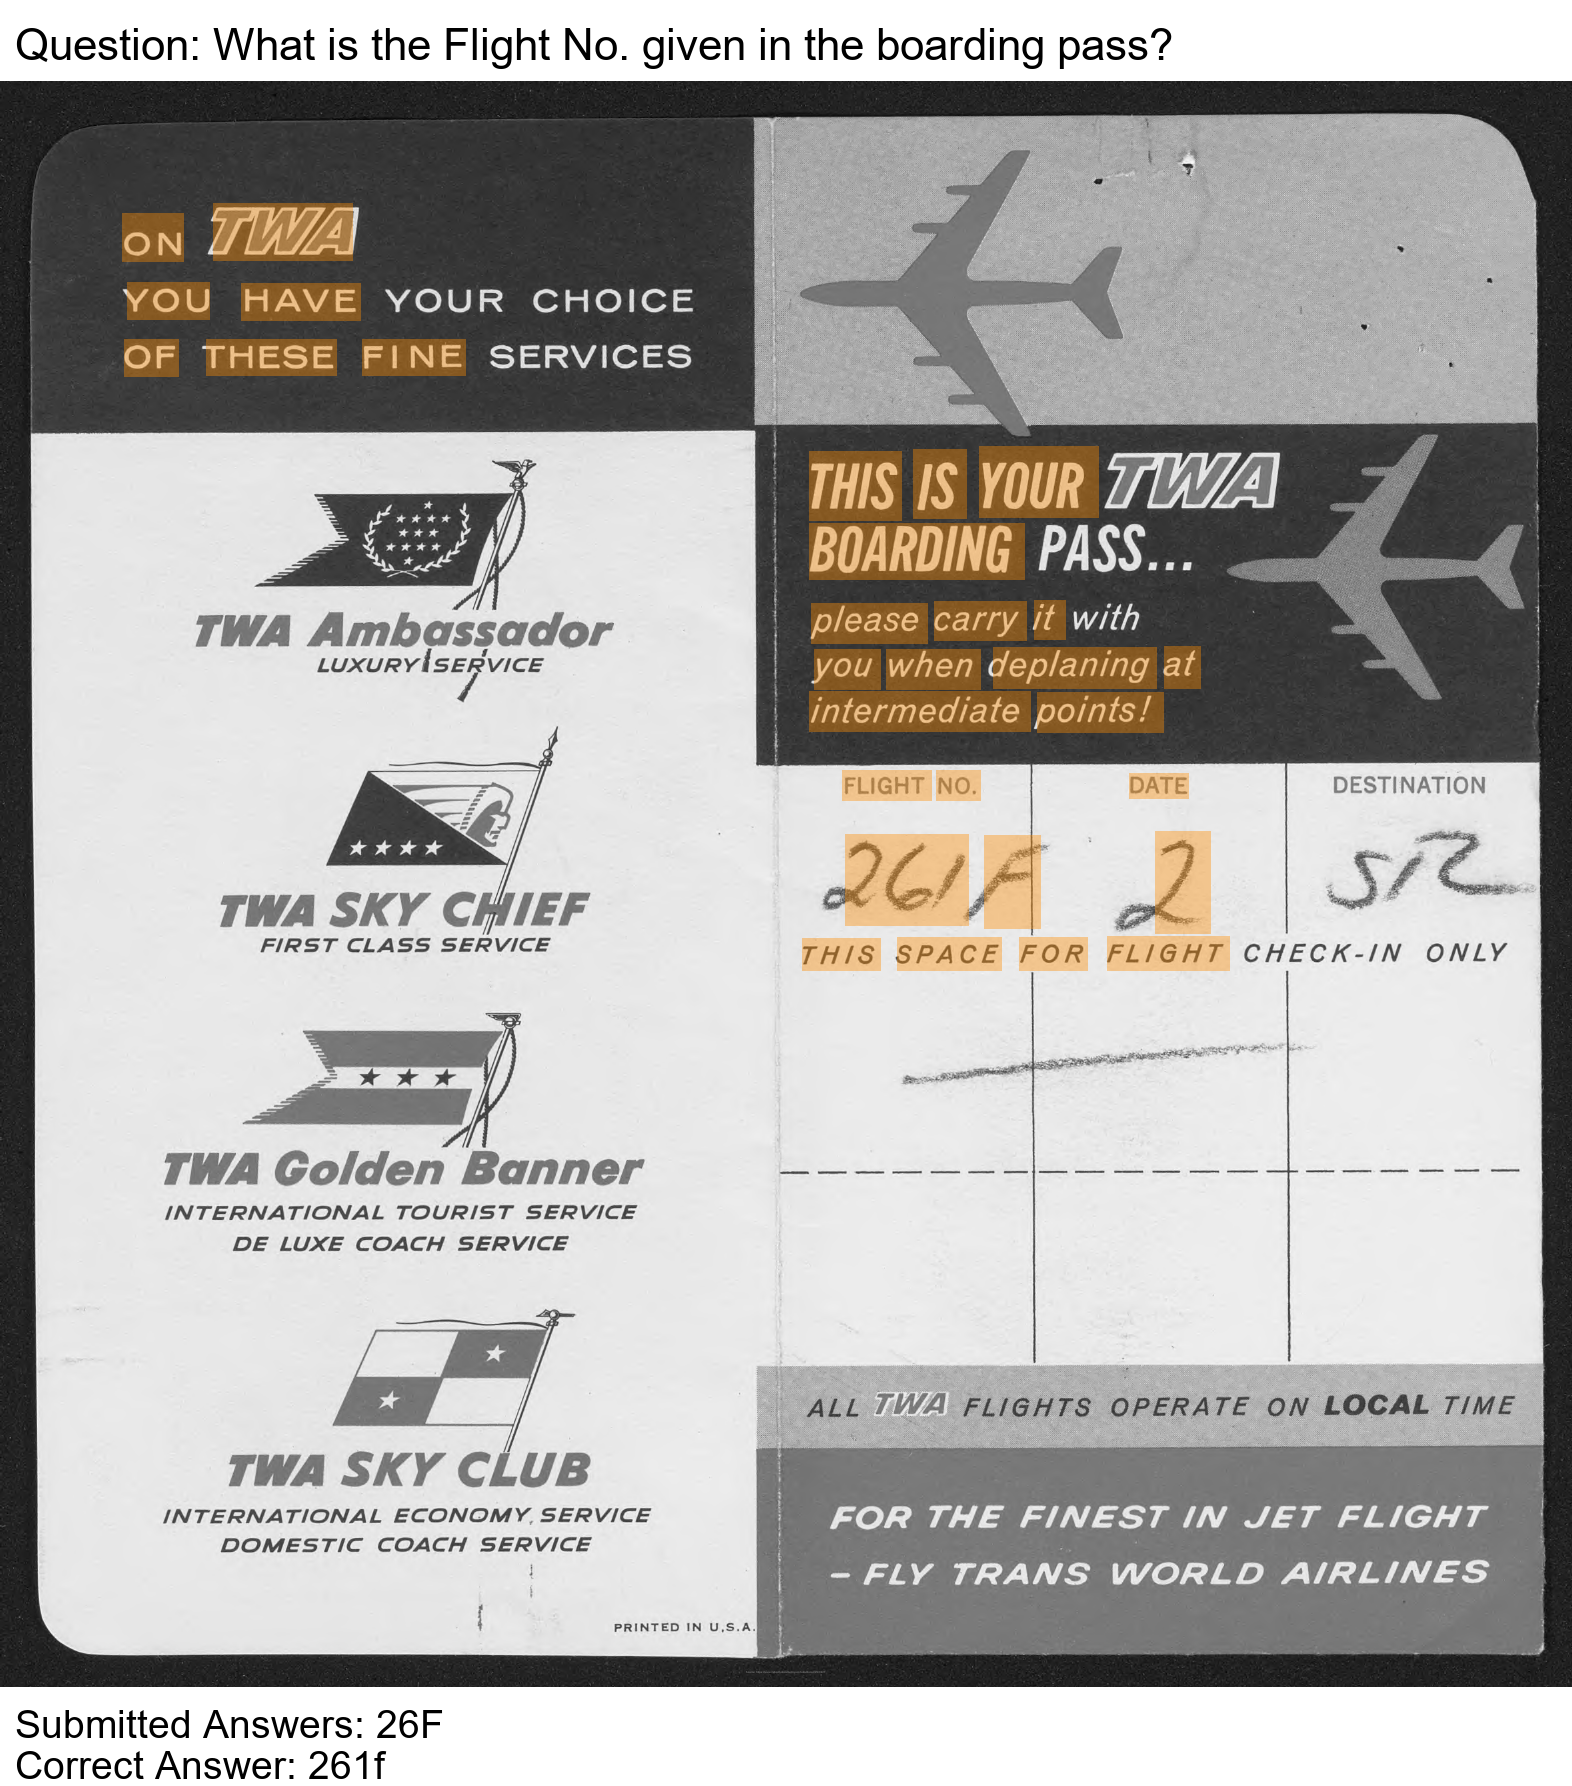 Question: What is the Flight No. given in the boarding pass?
ON TWA
YOU HAVE YOUR CHOICE
OF THESE FINE SERVICES
TWA Ambassador
LUXURY SERVICE
TWA SKY CHIEF
FIRST CLASS SERVICE
TWA Golden Banner
INTERNATIONAL TOURIST SERVICE
DE LUXE COACH SERVICE
TWA SKY CLUB
INTERNATIONAL ECONOMY SERVICE
DOMESTIC COACH SERVICE
PRINTED IN U.S.A.
THIS IS YOUR TWA
BOARDING PASS...
please carry it with
you when deplaning at
intermediate points!
FLIGHT NO. DATE DESTINATION
261F 2
THIS SPACE FOR FLIGHT CHECK-IN ONLY
ALL TWA FLIGHTS OPERATE ON LOCAL TIME
FOR THE FINEST IN JET FLIGHT
– FLY TRANS WORLD AIRLINES
Submitted Answers: 26F
Correct Answer: 261f